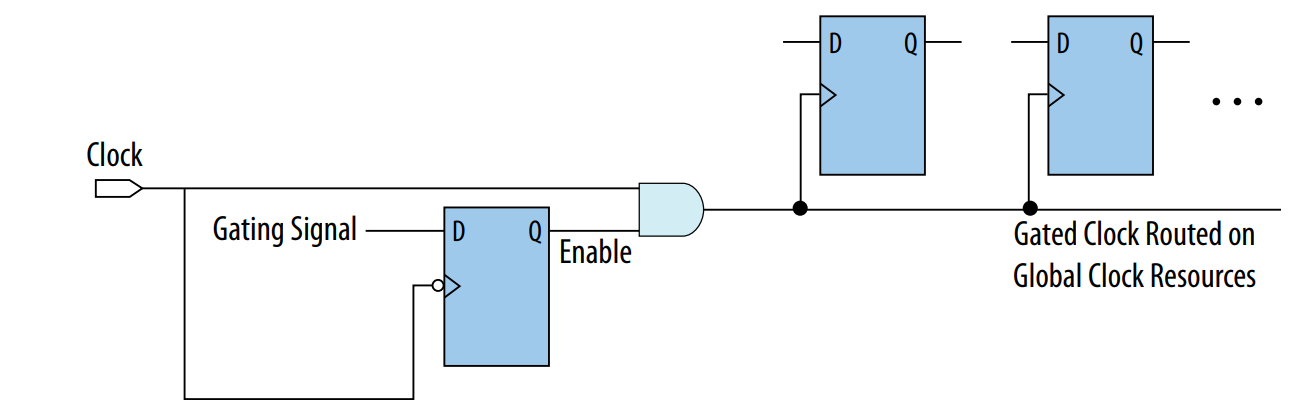 D Q
D Q
Clock
Gating Signal
D Q
Enable
Gated Clock Routed on
Global Clock Resources